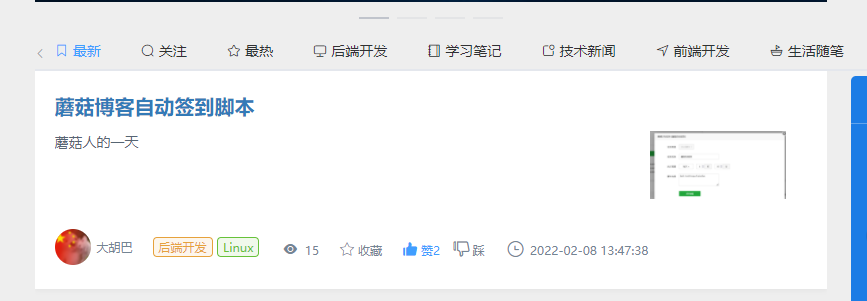 最新 关注 最热 后端开发 学习笔记 技术新闻 前端开发 生活随笔
蘑菇博客自动签到脚本
蘑菇人的一天
大胡巴 后端开发 Linux 15 收藏 赞2 踩 2022-02-08 13:47:38